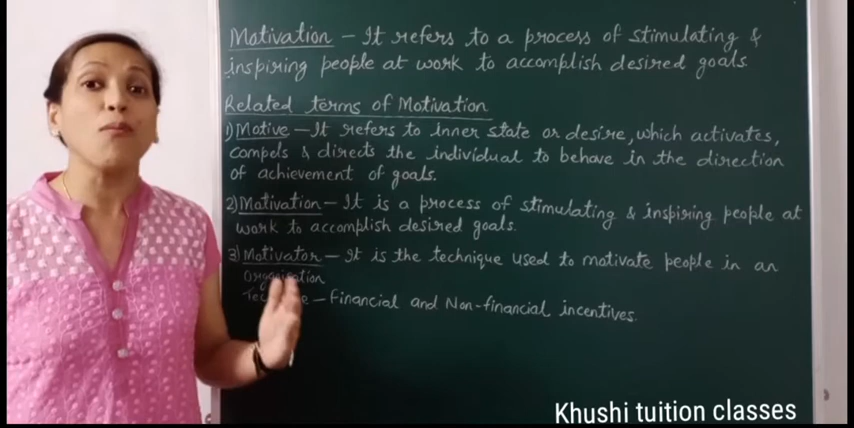 Motivation - It refers to a process of stimulating &
inspiring people at work to accomplish desired goals
Related terms of Motivation
1) Motive - It refers to inner state or desire, which activates,
compels & directs the individual to behave in the direction
of achievement of goals.
2) Motivation - It is a process of stimulating & inspiring people at
work to accomplish desired goals.
3) Motivator - It is the technique used to motivate people in an
Organisation
- Financial and Non-financial incentives.
Khushi tuition classes